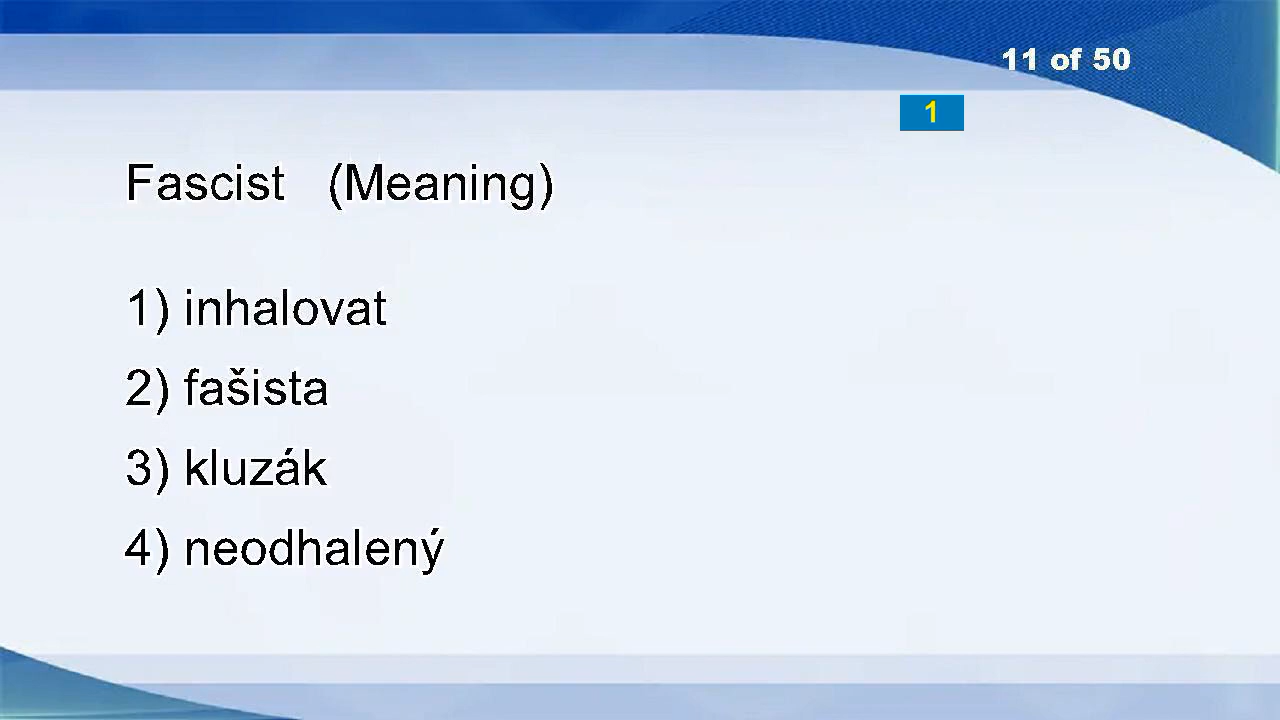 11 of 50
1
Fascist (Meaning)
1) inhalovat
2) fašista
3) kluzák
4) neodhalený